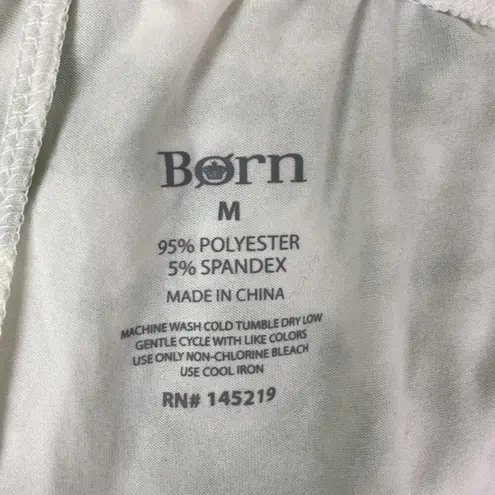 Børn
M
95% POLYESTER
5% SPANDEX
MADE IN CHINA
MACHINE WASH COLD TUMBLE DRY LOW
GENTLE CYCLE WITH LIKE COLORS
USE ONLY NON-CHLORINE BLEACH
USE COOL IRON
RN# 145219